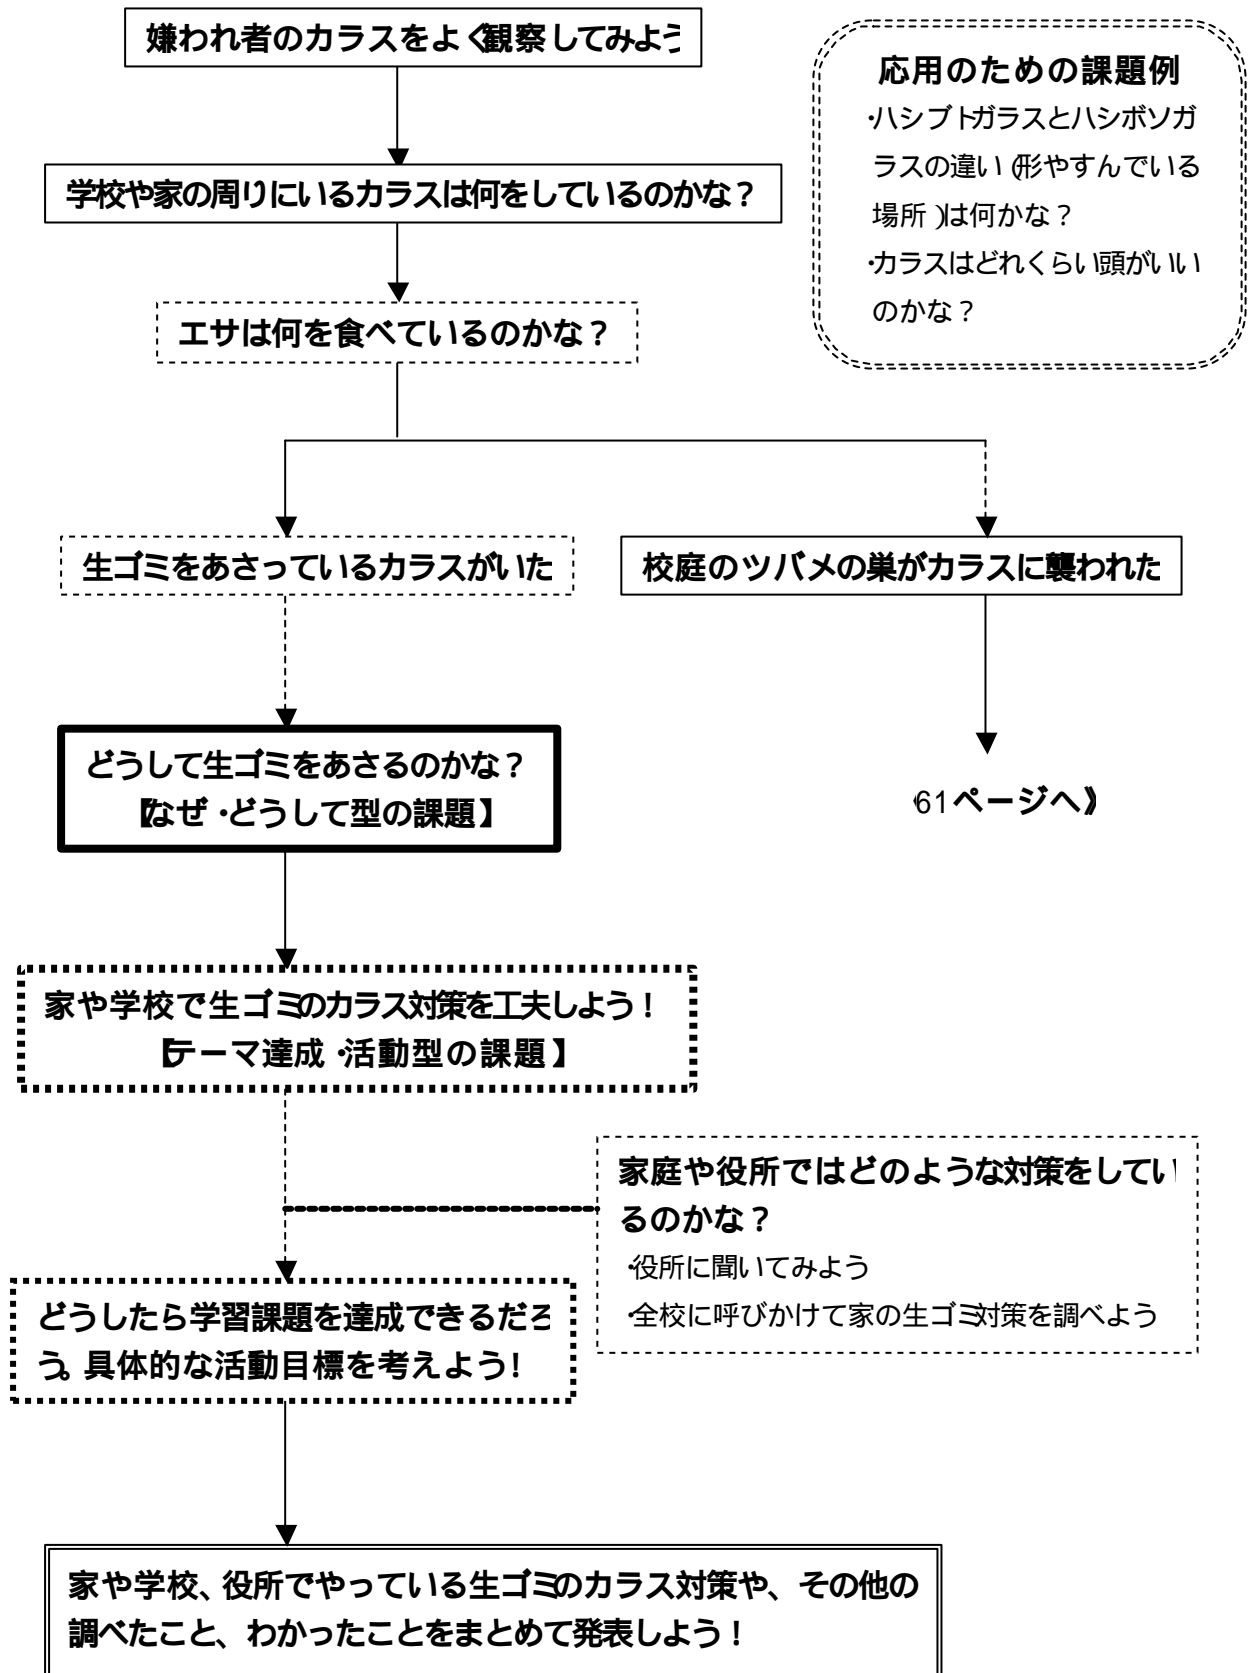 嫌われ者のカラスをよく観察してみよう
応用のための課題例
・ハシブトガラスとハシボソガ
ラスの違い(形やすんでいる
場所)は何かな？
・カラスはどれくらい頭がいい
のかな？
学校や家の周りにいるカラスは何をしているのかな？
エサは何を食べているのかな？
生ゴミをあさっているカラスがいた
校庭のツバメの巣がカラスに襲われた
どうして生ゴミをあさるのかな？
【なぜ・どうして型の課題】
《61ページへ》
家や学校で生ゴミのカラス対策を工夫しよう！
【テーマ達成・活動型の課題】
家庭や役所ではどのような対策をしてい
るのかな？
・役所に聞いてみよう
・全校に呼びかけて家の生ゴミ対策を調べよう
どうしたら学習課題を達成できるだろ
う。具体的な活動目標を考えよう!
家や学校、役所でやっている生ゴミのカラス対策や、その他の
調べたこと、わかったことをまとめて発表しよう！